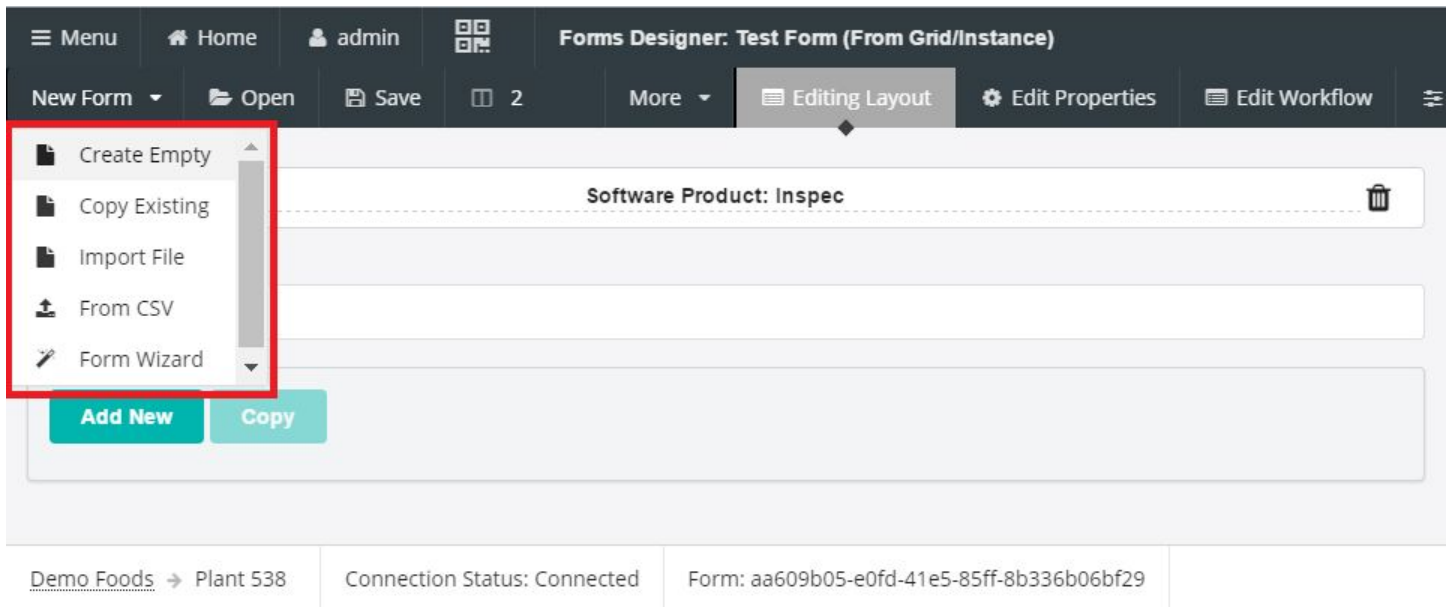 Menu Home admin Forms Designer: Test Form (From Grid/Instance)
New Form Open Save 2 More Editing Layout Edit Properties Edit Workflow
Create Empty
Software Product: Inspec
Copy Existing
Import File
From CSV
Form Wizard
Add New Copy
Demo Foods Plant 538 Connection Status: Connected Form: aa609b05-e0fd-41e5-85ff-8b336b06bf29